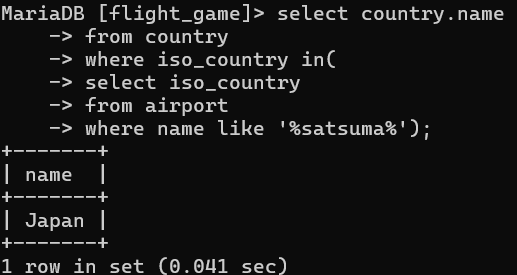 MariaDB [flight_game]> select country.name
    -> from country
    -> where iso_country in(
    -> select iso_country
    -> from airport
    -> where name like '%satsuma%');
+-------+
| name  |
+-------+
| Japan |
+-------+
1 row in set (0.041 sec)